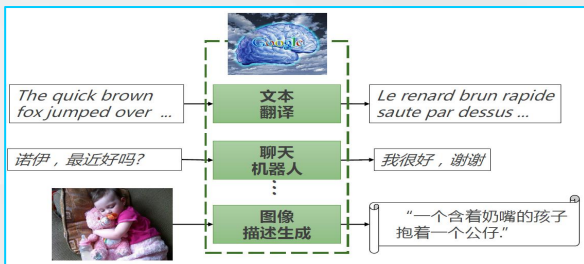 Google
The quick brown
fox jumped over ...
文本
翻译
Le renard brun rapide
saute par dessus ...
诺伊，最近好吗?
聊天
机器人
我很好，谢谢
⋮
图像
描述生成
“一个含着奶嘴的孩子
抱着一个公仔.”